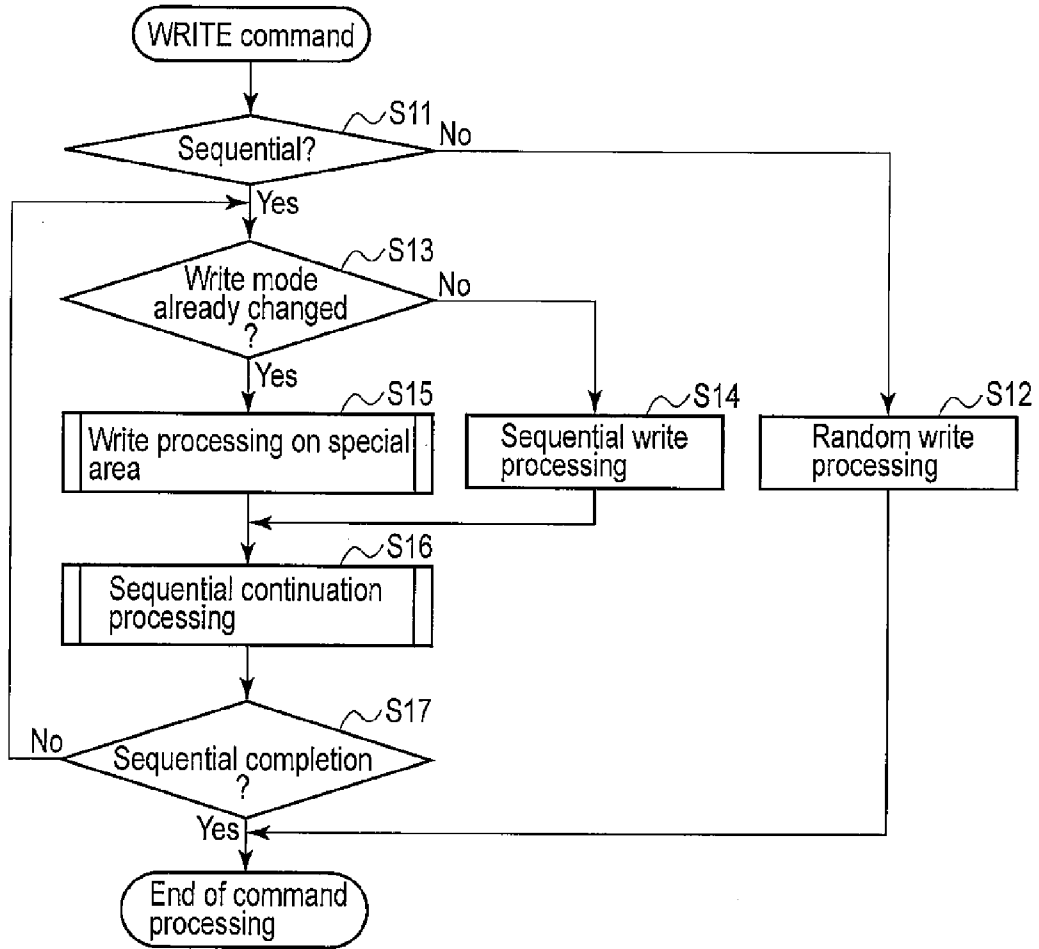 WRITE command
S11
Sequential?
No
Yes
S13
Write mode
already changed
?
No
Yes
S15
Write processing on special
area
S14
Sequential write
processing
S12
Random write
processing
S16
Sequential continuation
processing
S17
Sequential completion
?
No
Yes
End of command
processing